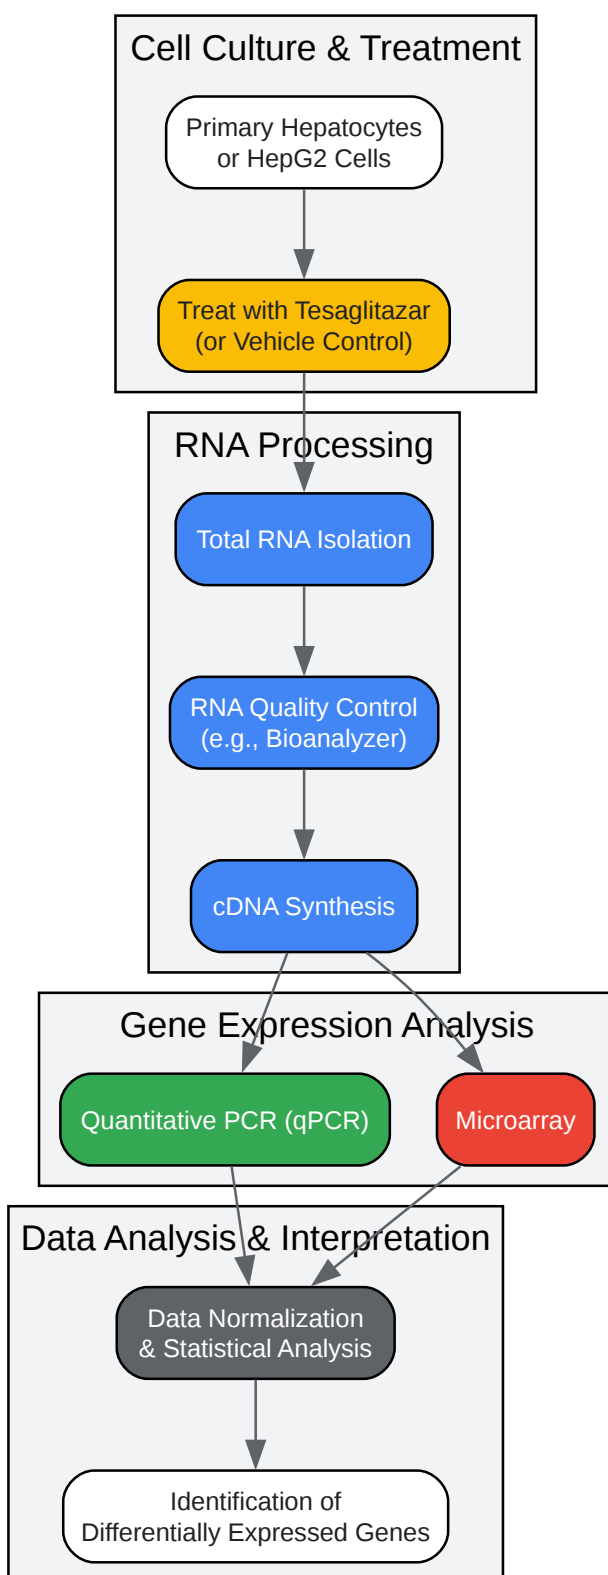 Cell Culture & Treatment
Primary Hepatocytes
or HepG2 Cells
Treat with Tesaglitazar
(or Vehicle Control)
RNA Processing
Total RNA Isolation
RNA Quality Control
(e.g., Bioanalyzer)
cDNA Synthesis
Gene Expression Analysis
Quantitative PCR (qPCR)
Microarray
Data Analysis & Interpretation
Data Normalization
& Statistical Analysis
Identification of
Differentially Expressed Genes